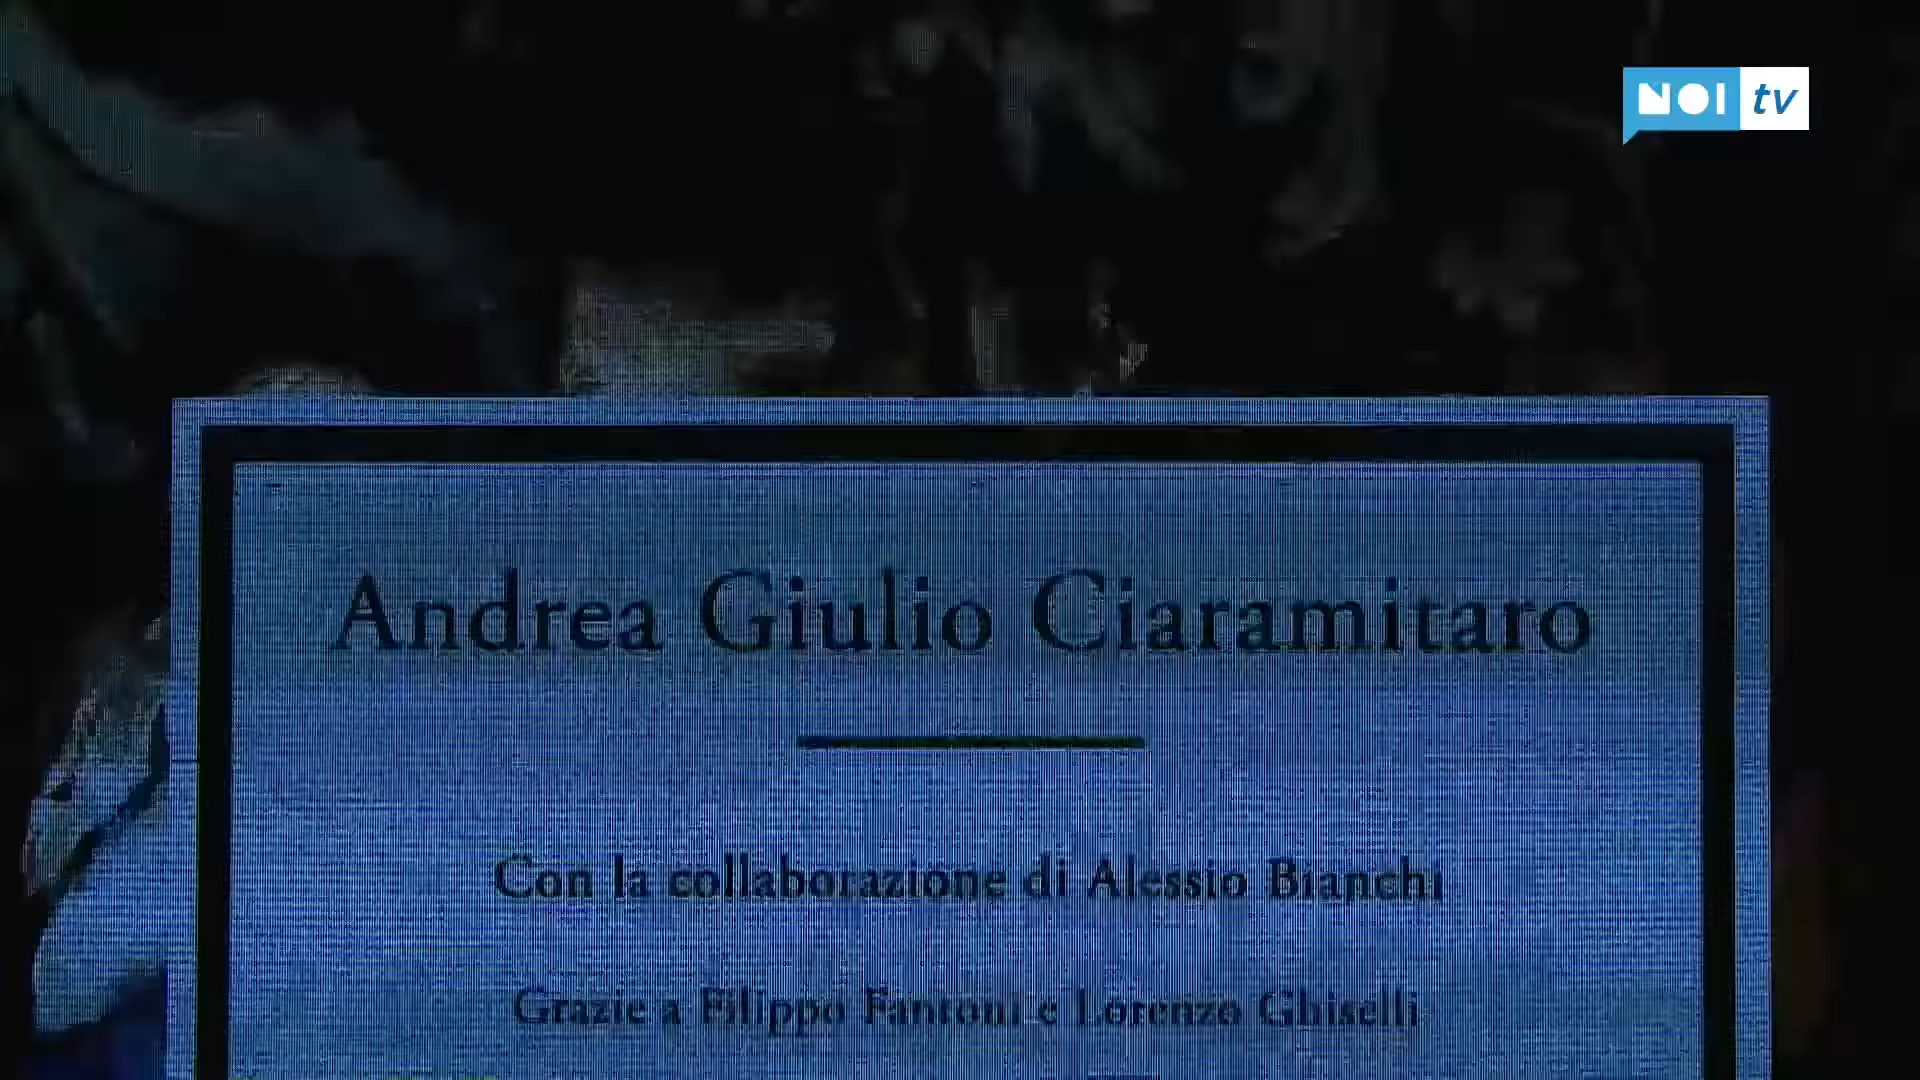 NOI tv
Andrea Giulio Ciaramitaro
Con la collaborazione di Alessio Bianchi
Grazie a Filippo Fantoni e Lorenzo Ghiselli